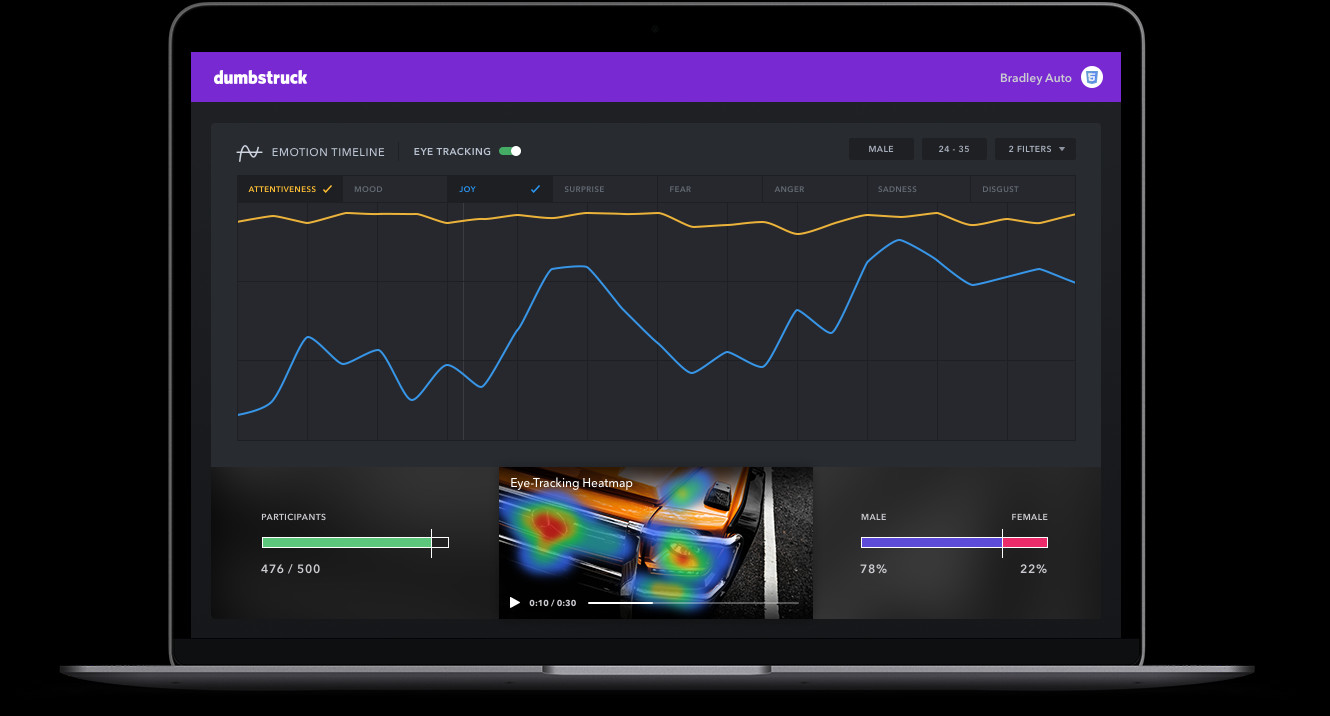 dumbstruck
Bradley Auto
EMOTION TIMELINE
EYE TRACKING
MALE
24 - 35
2 FILTERS
ATTENTIVENESS
MOOD
JOY
SURPRISE
FEAR
ANGER
SADNESS
DISGUST
Eye-Tracking Heatmap
PARTICIPANTS
476 / 500
0:10 / 0:30
MALE
FEMALE
78%
22%